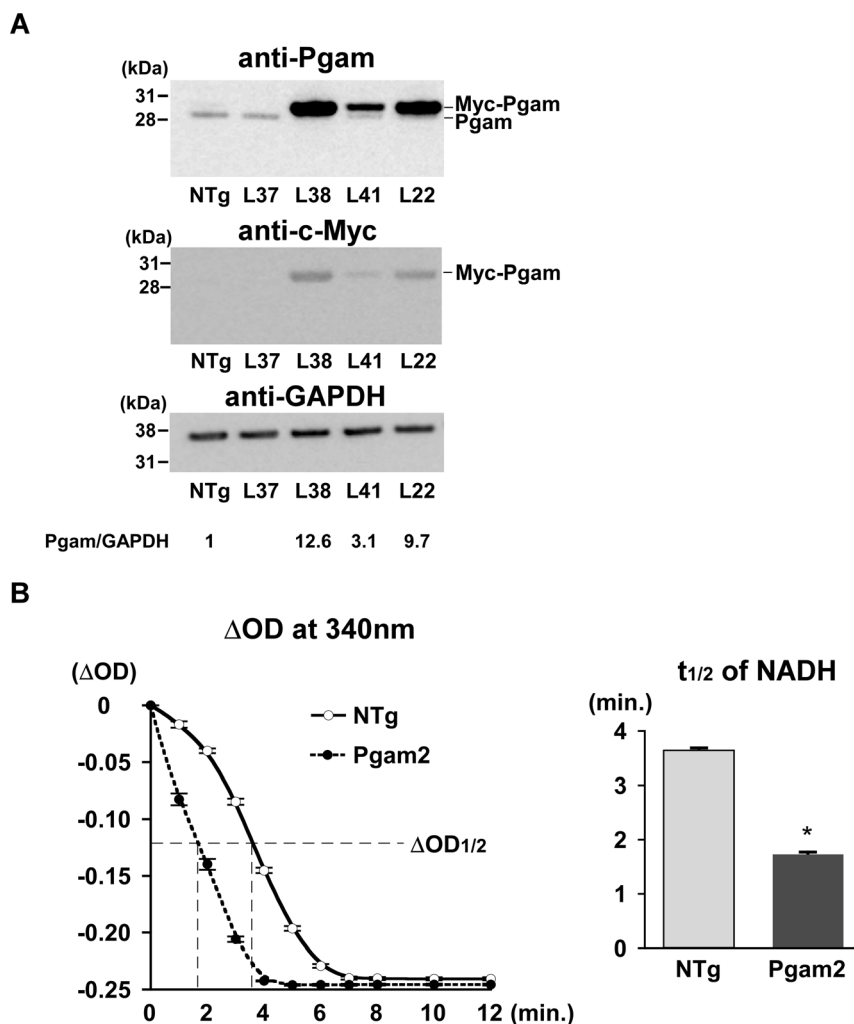 A
anti-Pgam
(kDa)
31
28
Myc-Pgam
Pgam
NTg L37 L38 L41 L22
anti-c-Myc
(kDa)
31
28
Myc-Pgam
NTg L37 L38 L41 L22
anti-GAPDH
(kDa)
38
31
NTg L37 L38 L41 L22
Pgam/GAPDH 1 12.6 3.1 9.7
B
ΔOD at 340nm
(ΔOD)
0
-0.05
-0.10
-0.15
-0.20
-0.25
NTg
Pgam2
ΔOD1/2
0 2 4 6 8 10 12 (min.)
t1/2 of NADH
(min.)
4
3
2
1
0
*
NTg Pgam2